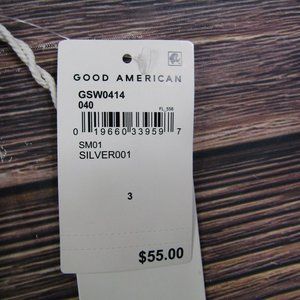 GOOD AMERICAN
GSW0414
040
FL_556
0 19660 33959 7
SM01
SILVER001
3
$55.00